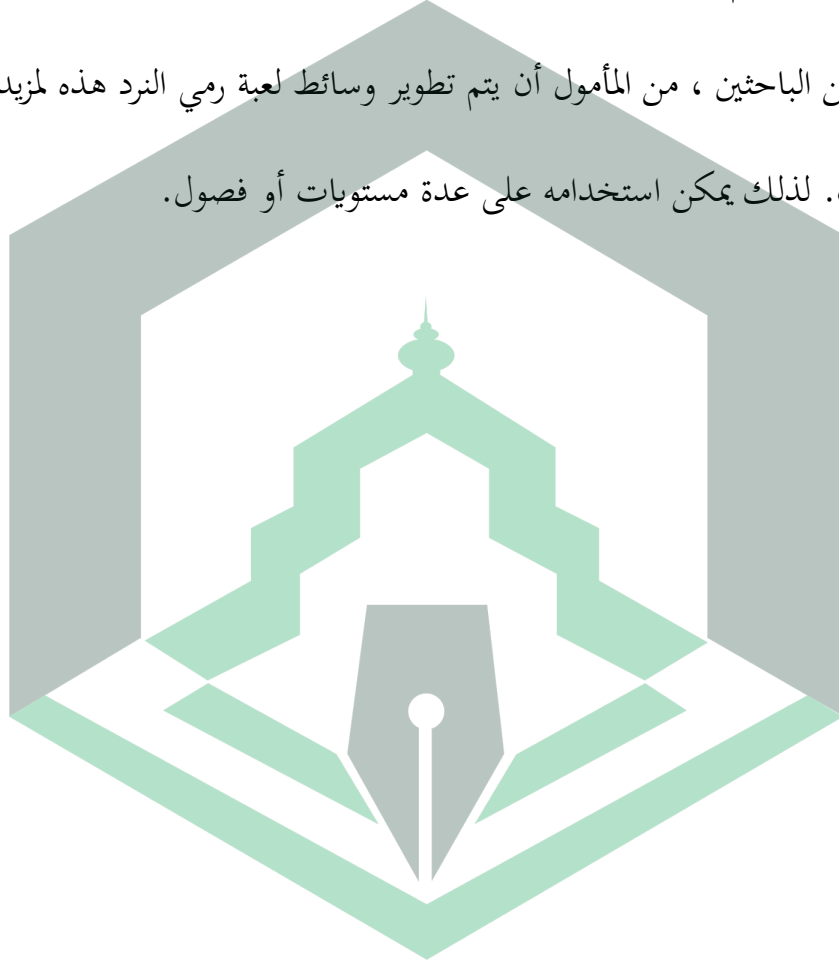 الباحثين ، من المأمول أن يتم تطوير وسائط لعبة رمي النرد هذه لمزيد
. لذلك يمكن استخدامه على عدة مستويات أو فصول.